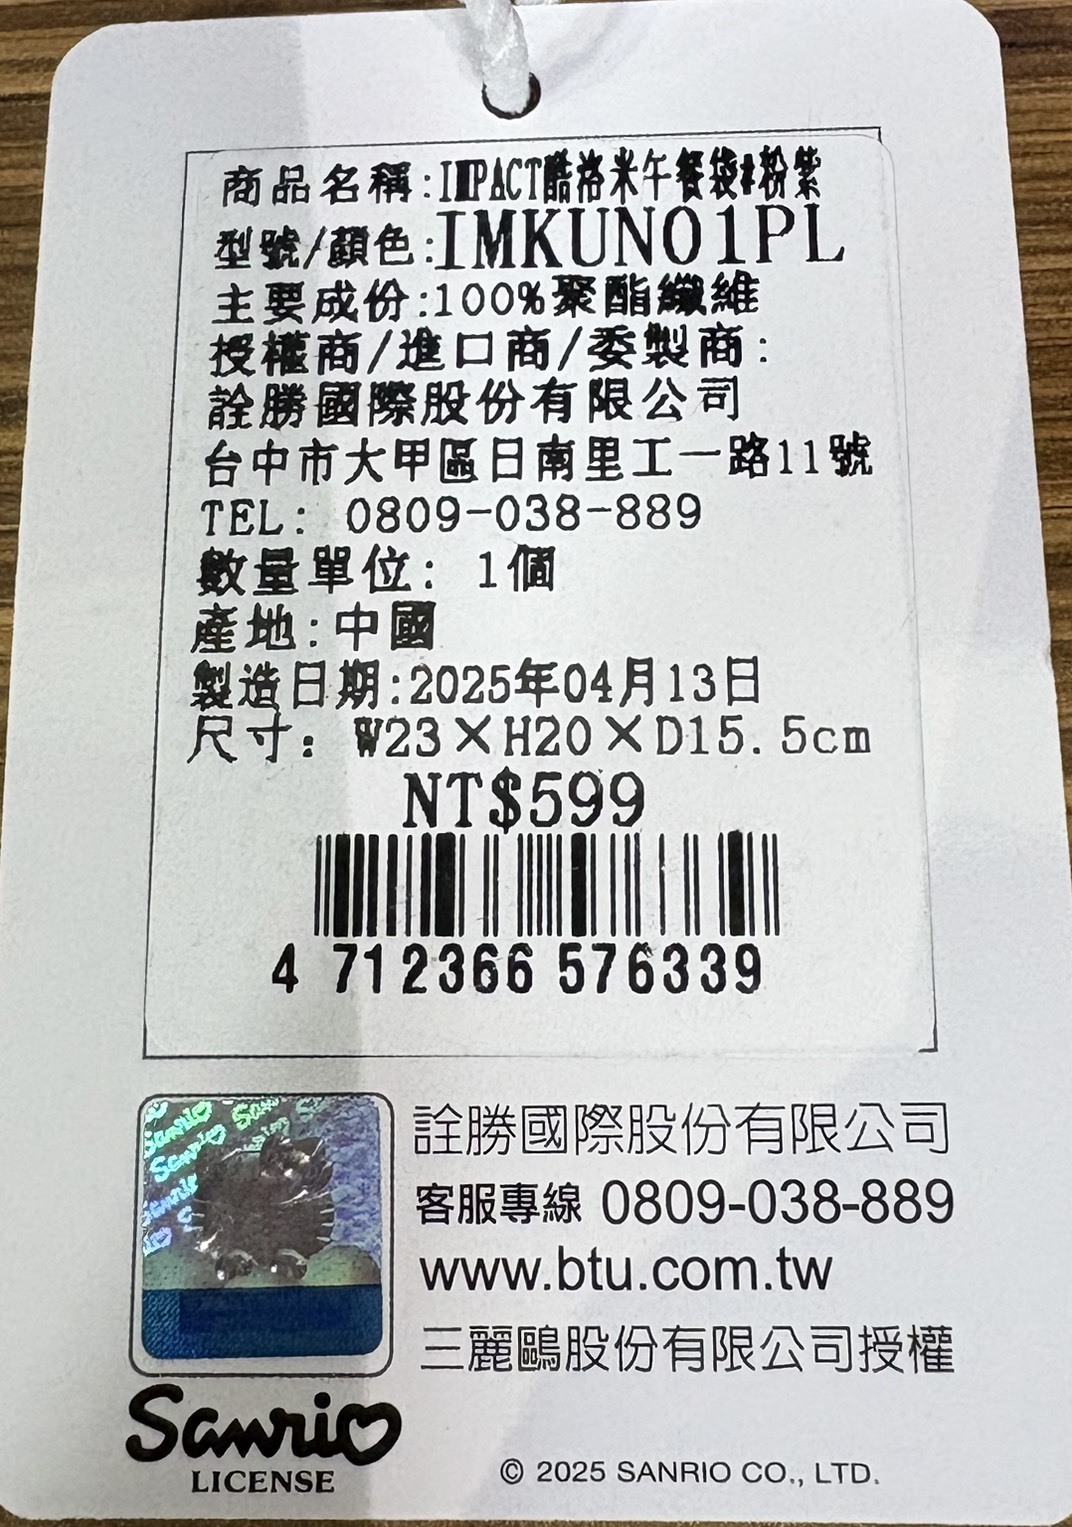 商品名稱:IMPACT酷洛米午餐袋#粉紫
型號/顏色:IMKUN01PL
主要成份:100%聚酯纖維
授權商/進口商/委製商:
詮勝國際股份有限公司
台中市大甲區日南里工一路11號
TEL: 0809-038-889
數量單位: 1個
產地:中國
製造日期:2025年04月13日
尺寸: W23×H20×D15.5cm
NT$599
4 712366 576339
詮勝國際股份有限公司
客服專線 0809-038-889
www.btu.com.tw
三麗鷗股份有限公司授權
Sanrio
LICENSE
© 2025 SANRIO CO., LTD.